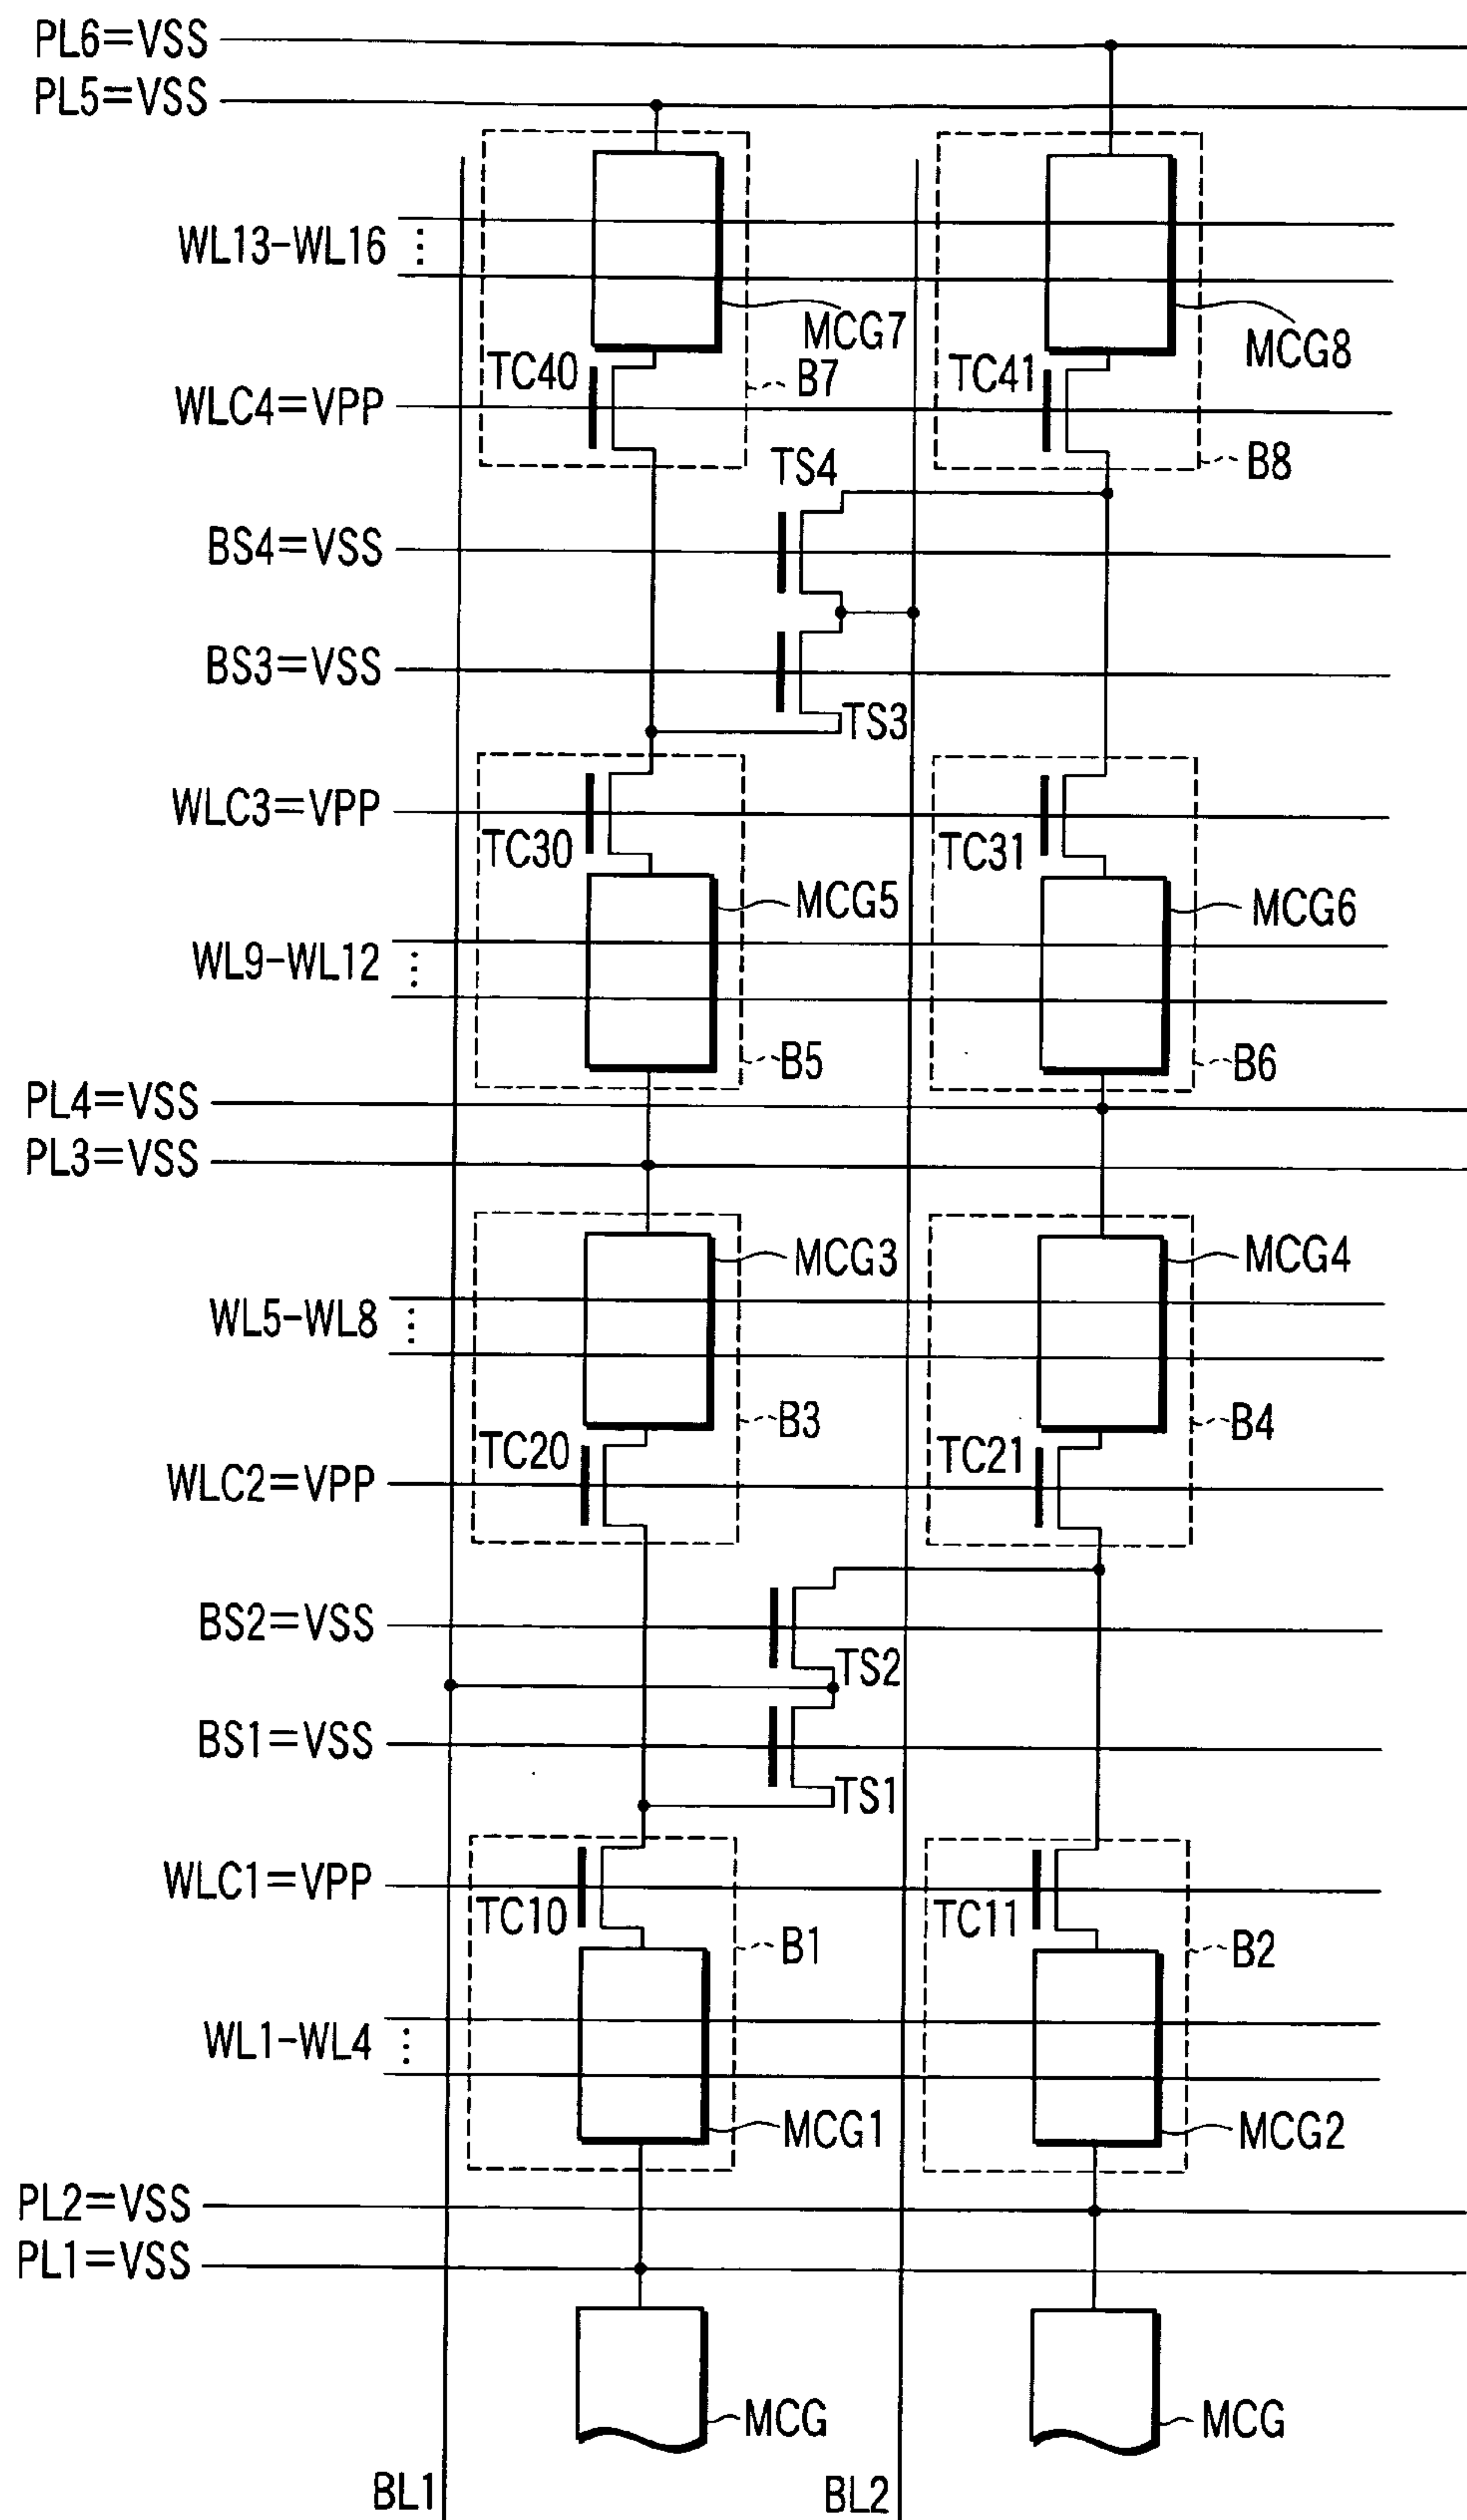 PL6=VSS
PL5=VSS
WL13-WL16
MCG7
MCG8
TC40
B7
TC41
WLC4=VPP
TS4
B8
BS4=VSS
BS3=VSS
TS3
WLC3=VPP
TC30
TC31
MCG5
MCG6
WL9-WL12
B5
B6
PL4=VSS
PL3=VSS
MCG3
MCG4
WL5-WL8
B3
B4
TC20
TC21
WLC2=VPP
BS2=VSS
TS2
BS1=VSS
TS1
WLC1=VPP
TC10
TC11
B1
B2
WL1-WL4
MCG1
MCG2
PL2=VSS
PL1=VSS
MCG
MCG
BL1
BL2